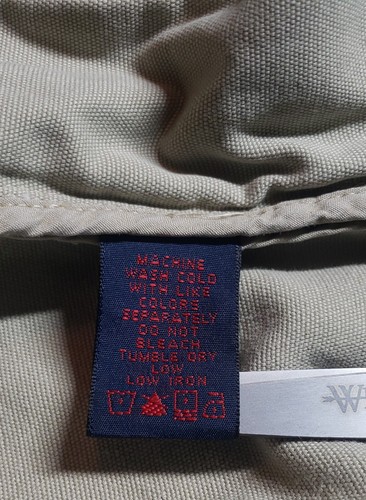 MACHINE
WASH COLD
WITH LIKE
COLORS
SEPARATELY
DO NOT
BLEACH
TUMBLE DRY
LOW
LOW IRON